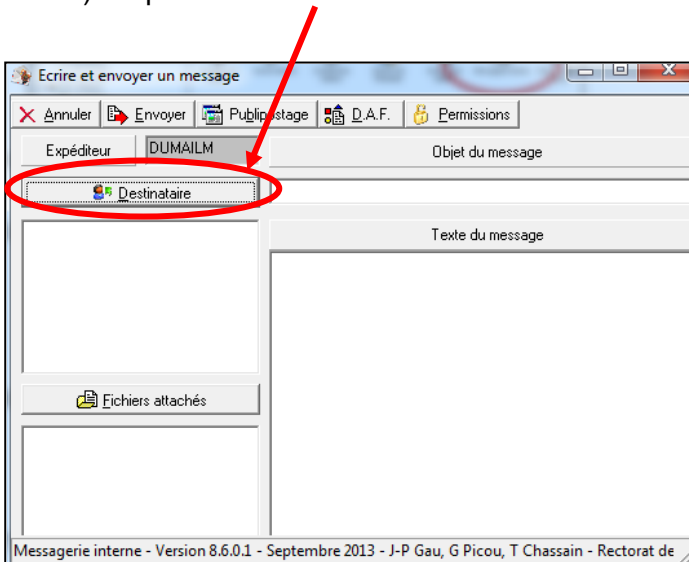 Ecrire et envoyer un message
Annuler Envoyer Publipostage D.A.F. Permissions
Expéditeur DUMAILM Objet du message
Destinataire
Texte du message
Fichiers attachés
Messagerie interne - Version 8.6.0.1 - Septembre 2013 - J-P Gau, G Picou, T Chassain - Rectorat de